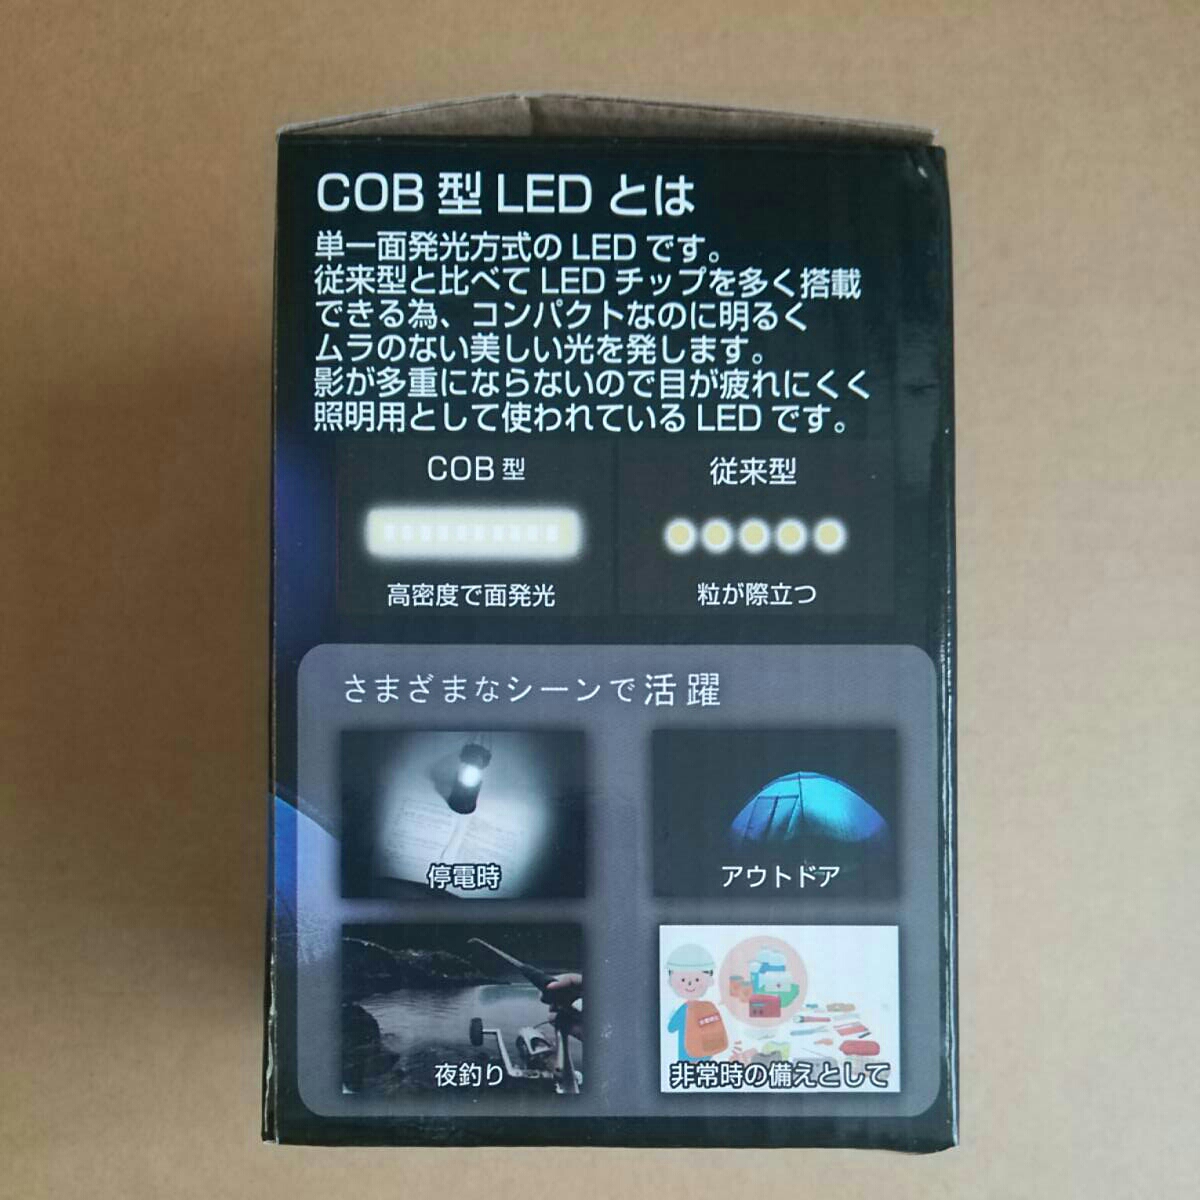 COB 型 LED とは
単一面発光方式の LED です。
従来型と比べて LED チップを多く搭載
できる為、コンパクトなのに明るく
ムラのない美しい光を発します。
影が多重にならないので目が疲れにくく
照明用として使われている LED です。
COB 型
従来型
高密度で面発光
粒が際立つ
さまざまなシーンで活躍
停電時
アウトドア
夜釣り
非常時の備えとして